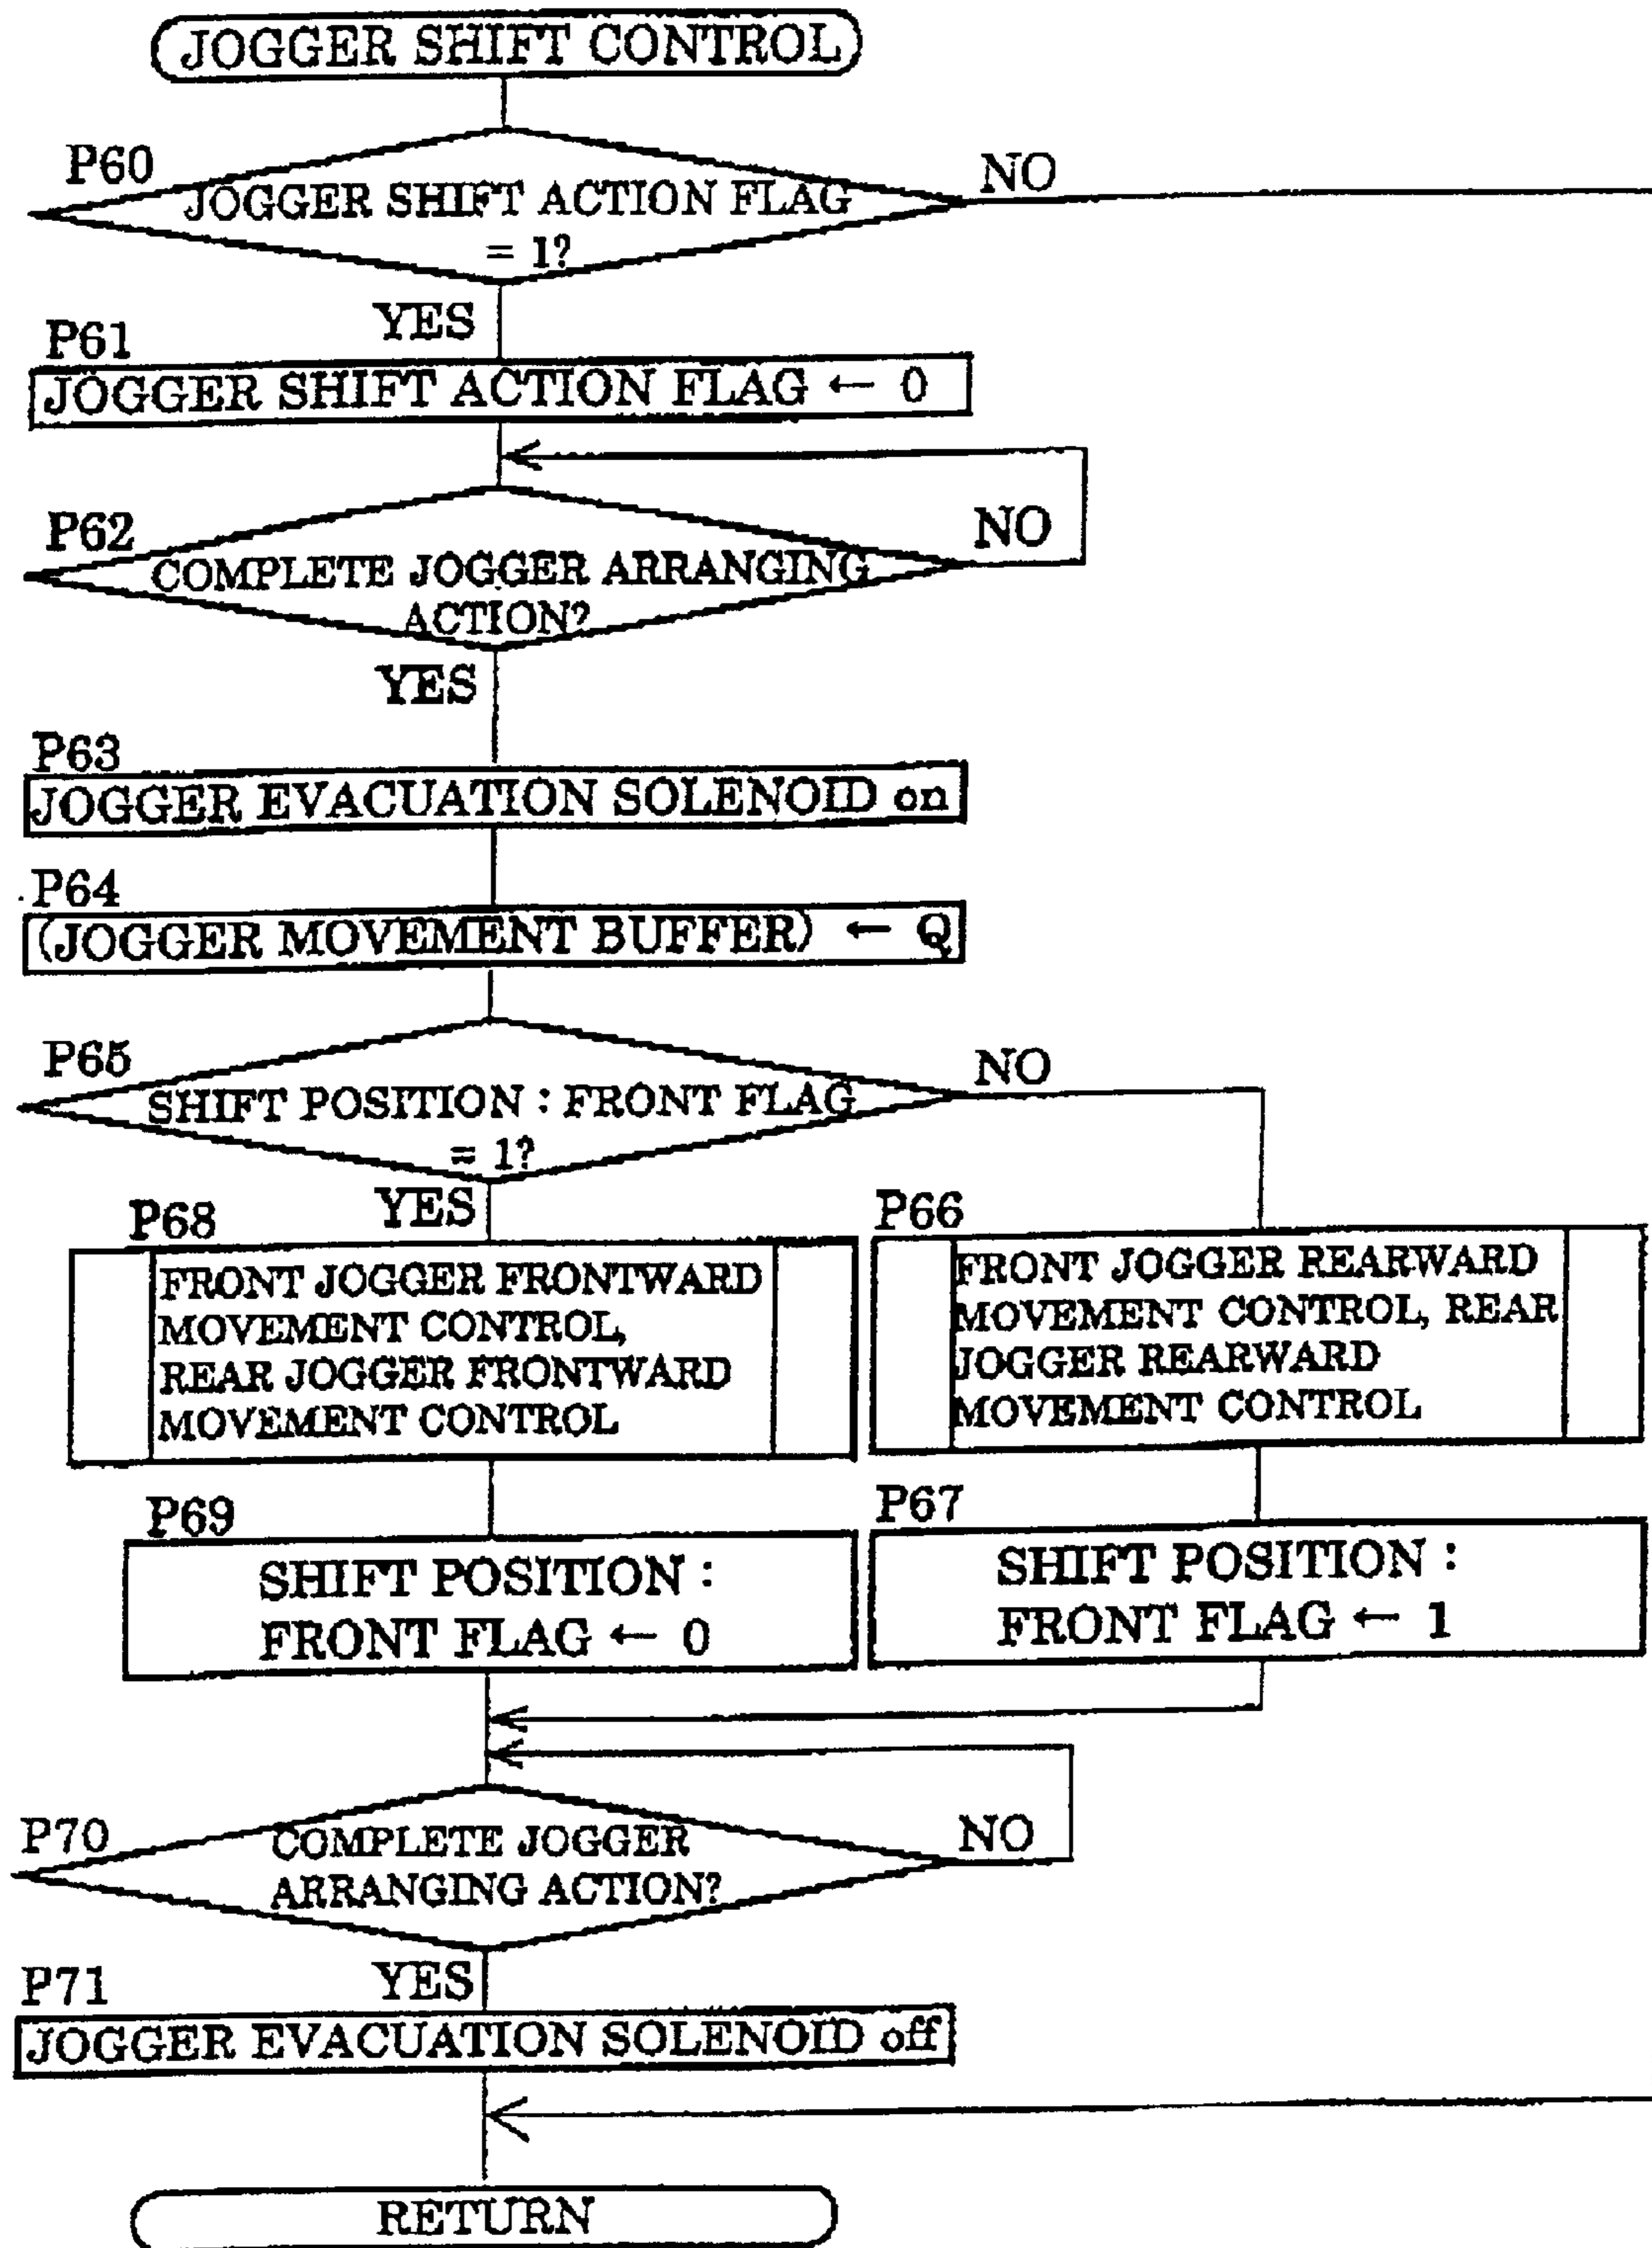 JOGGER SHIFT CONTROL
P60
JOGGER SHIFT ACTION FLAG
= 1?
NO
YES
P61
JOGGER SHIFT ACTION FLAG ← 0
P62
COMPLETE JOGGER ARRANGING
ACTION?
NO
YES
P63
JOGGER EVACUATION SOLENOID on
P64
(JOGGER MOVEMENT BUFFER) ← Q
P65
SHIFT POSITION : FRONT FLAG
= 1?
NO
YES
P68
FRONT JOGGER FRONTWARD
MOVEMENT CONTROL,
REAR JOGGER FRONTWARD
MOVEMENT CONTROL
P66
FRONT JOGGER REARWARD
MOVEMENT CONTROL, REAR
JOGGER REARWARD
MOVEMENT CONTROL
P69
SHIFT POSITION :
FRONT FLAG ← 0
P67
SHIFT POSITION :
FRONT FLAG ← 1
P70
COMPLETE JOGGER
ARRANGING ACTION?
NO
YES
P71
JOGGER EVACUATION SOLENOID off
RETURN